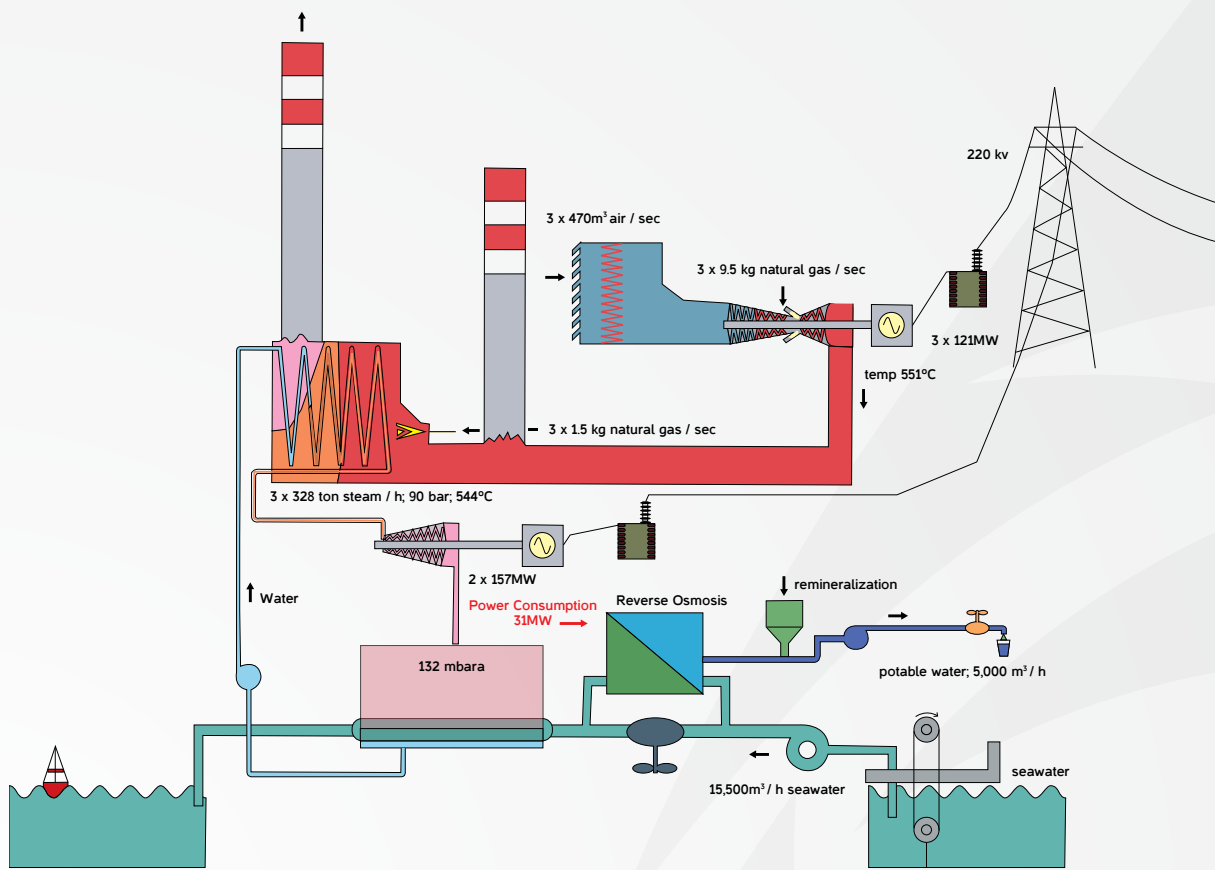 220 kv
3 x 470m³ air / sec
3 x 9.5 kg natural gas / sec
3 x 121MW
temp 551ºC
3 x 1.5 kg natural gas / sec
3 x 328 ton steam / h; 90 bar; 544ºC
2 x 157MW
Water
Power Consumption
31MW
Reverse Osmosis
remineralization
132 mbara
potable water; 5,000 m³ / h
seawater
15,500m³ / h seawater